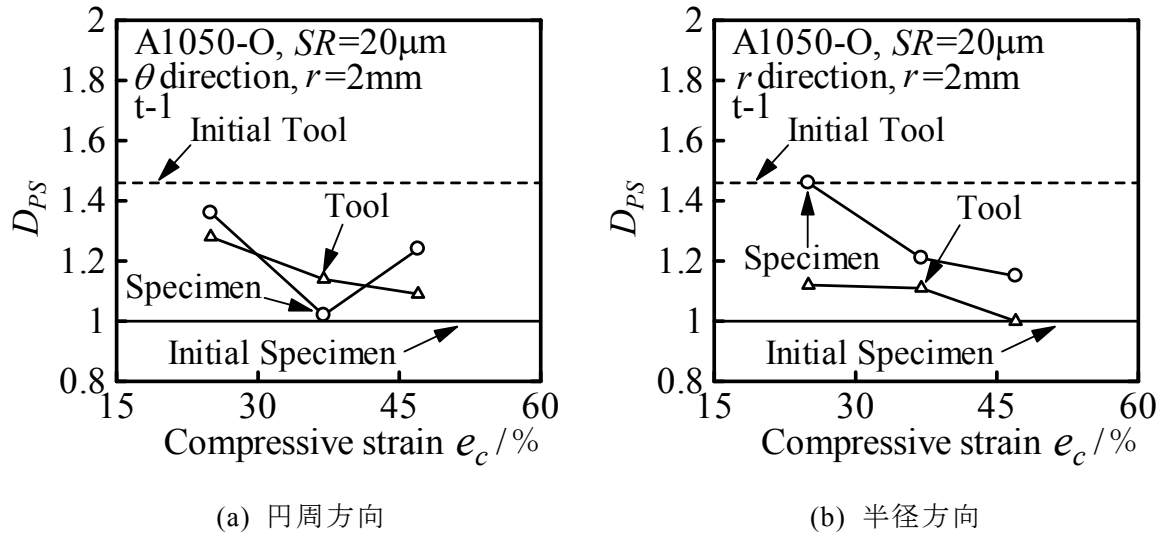 2
1.8
1.6
1.4
1.2
1
0.8
D_PS
A1050-O, SR=20μm
θ direction, r=2mm
t-1
Initial Tool
Tool
Specimen
Initial Specimen
15 30 45 60
Compressive strain e_c / %
(a) 円周方向
2
1.8
1.6
1.4
1.2
1
0.8
D_PS
A1050-O, SR=20μm
r direction, r=2mm
t-1
Initial Tool
Tool
Specimen
Initial Specimen
15 30 45 60
Compressive strain e_c / %
(b) 半径方向